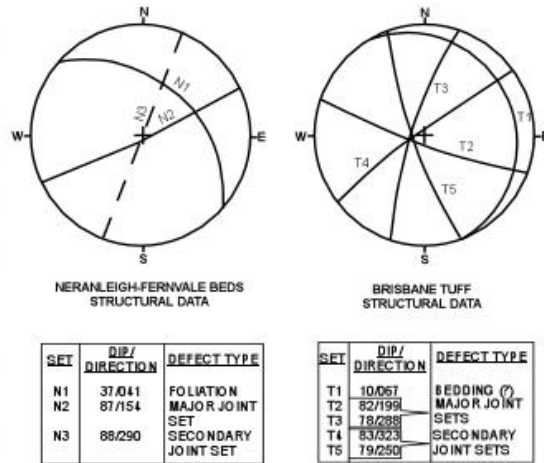 N
N
N1
N3
N2
W
E
S
T3
T1
W
E
T2
T4
T5
S
NERANLEIGH-FERNVALE BEDS
STRUCTURAL DATA
BRISBANE TUFF
STRUCTURAL DATA
SET DIP/ DIRECTION DEFECT TYPE
N1 37/041 FOLIATION
N2 87/154 MAJOR JOINT
SET
N3 88/290 SECONDARY
JOINT SET
SET DIP/ DIRECTION DEFECT TYPE
T1 10/067 BEDDING (?)
T2 82/199 MAJOR JOINT
T3 78/288 SETS
T4 83/323 SECONDARY
T5 79/250 JOINT SETS